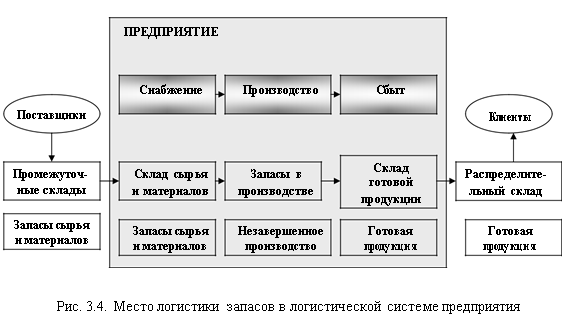 ПРЕДПРИЯТИЕ
Снабжение
Производство
Сбыт
Поставщики
Клиенты
Промежуточ-
ные склады
Склад сырья
и материалов
Запасы в
производстве
Склад
готовой
продукции
Распределите-
льный склад
Запасы сырья
и материалов
Запасы сырья
и материалов
Незавершенное
производство
Готовая
продукция
Готовая
продукция
Рис. 3.4. Место логистики запасов в логистической системе предприятия